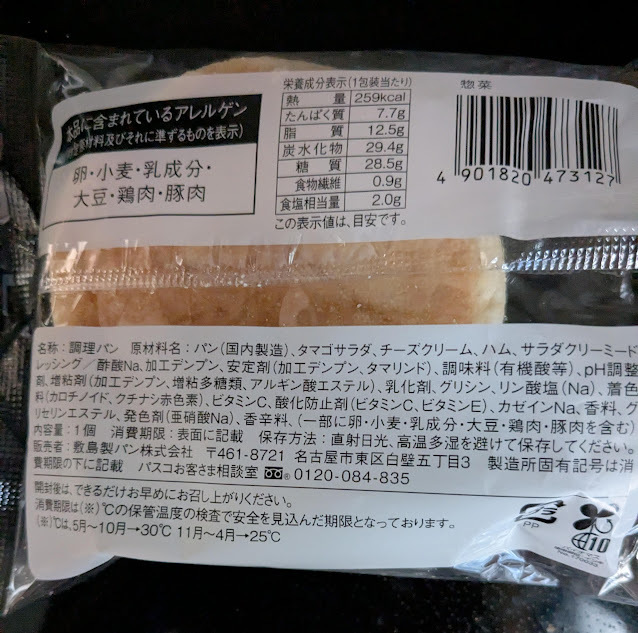 本品に含まれているアレルゲン
材料及びそれに準ずるものを表示)
卵・小麦・乳成分・
大豆・鶏肉・豚肉
栄養成分表示(1包装当たり)
熱 量 259kcal
たんぱく質 7.7g
脂 質 12.5g
炭水化物 29.4g
糖 質 28.5g
食物繊維 0.9g
食塩相当量 2.0g
この表示値は、目安です。
惣菜
4 901820 473127
名称:調理パン 原材料名:パン(国内製造)、タマゴサラダ、チーズクリーム、ハム、サラダクリーミード
レッシング/酢酸Na、加工デンプン、安定剤(加工デンプン、タマリンド)、調味料(有機酸等)、pH調整
剤、増粘剤(加工デンプン、増粘多糖類、アルギン酸エステル)、乳化剤、グリシン、リン酸塩(Na)、着色
料(カロチノイド、クチナシ赤色素)、ビタミンC、酸化防止剤(ビタミンC、ビタミンE)、カゼインNa、香料、グ
リセリンエステル、発色剤(亜硝酸Na)、香辛料、(一部に卵・小麦・乳成分・大豆・鶏肉・豚肉を含む)
内容量:1個 消費期限:表面に記載 保存方法:直射日光、高温多湿を避けて保存してください。
販売者:敷島製パン株式会社 〒461-8721 名古屋市東区白壁五丁目3 製造所固有記号は消
費期限の下に記載 パスコお客さま相談室 ® 0120-084-835
開封後は、できるだけお早めにお召し上がりください。
消費期限は(※)℃の保管温度の検査で安全を見込んだ期限となっております。
(※)℃は、5月〜10月→30℃ 11月〜4月→25℃
プラ
PP
10